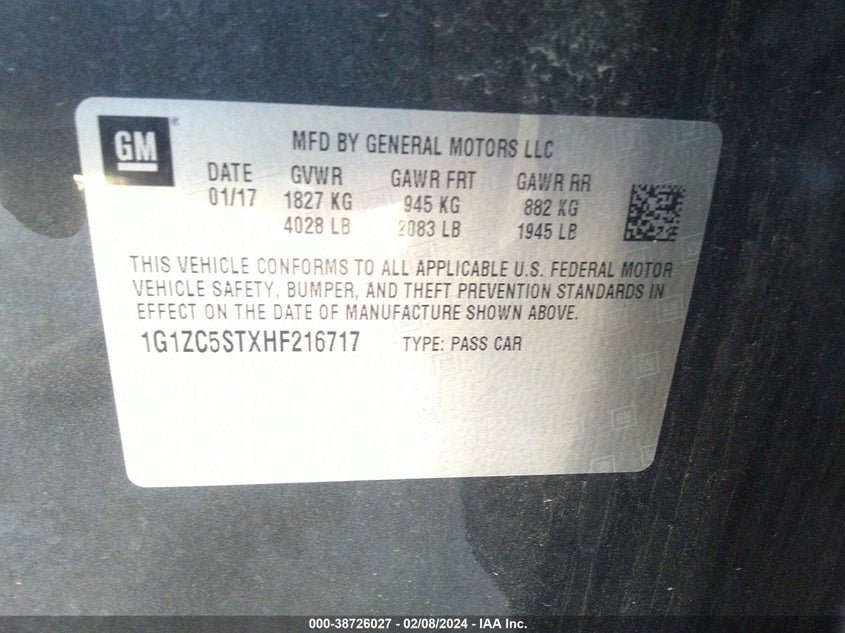 GM®
MFD BY GENERAL MOTORS LLC
DATE GVWR GAWR FRT GAWR RR
01/17 1827 KG 945 KG 882 KG
4028 LB 2083 LB 1945 LB
THIS VEHICLE CONFORMS TO ALL APPLICABLE U.S. FEDERAL MOTOR
VEHICLE SAFETY, BUMPER, AND THEFT PREVENTION STANDARDS IN
EFFECT ON THE DATE OF MANUFACTURE SHOWN ABOVE.
1G1ZC5STXHF216717 TYPE: PASS CAR
000-38726027 - 02/08/2024 - IAA Inc.